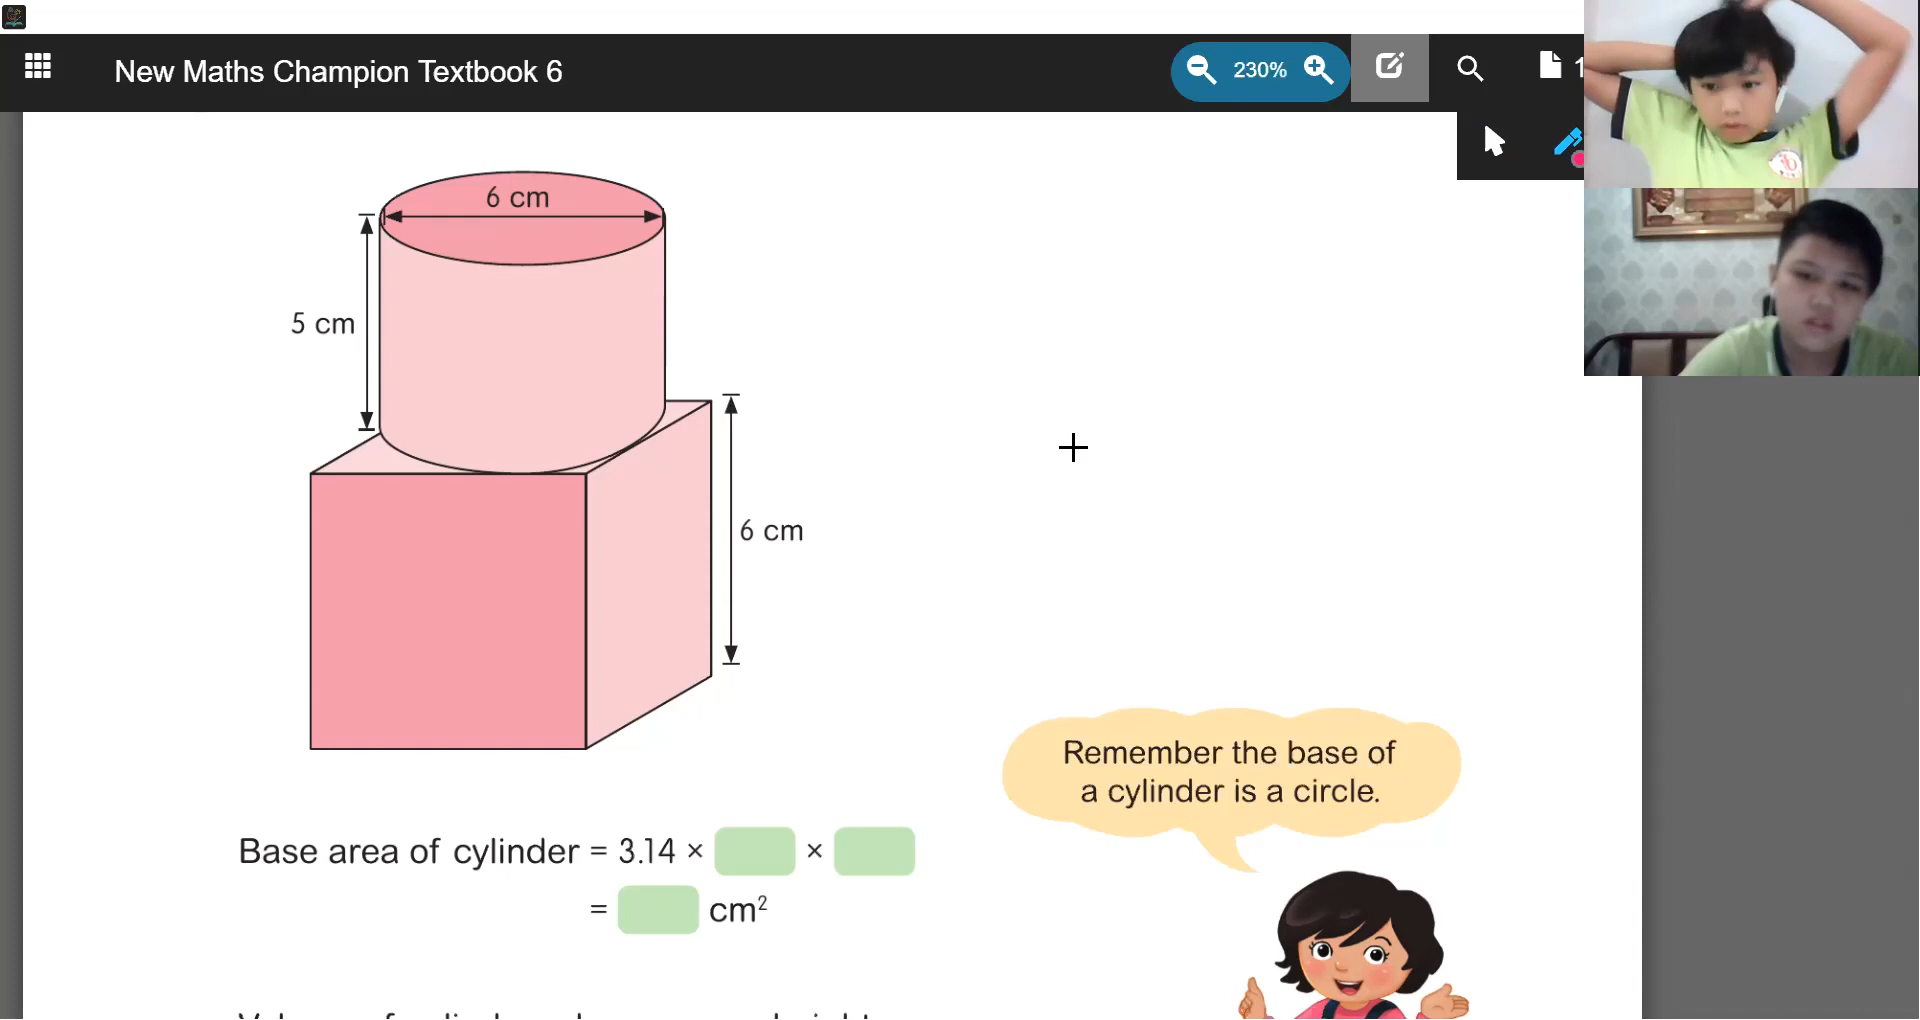 New Maths Champion Textbook 6
230%
1
6 cm
5 cm
6 cm
Remember the base of
a cylinder is a circle.
Base area of cylinder = 3.14 × ×
= cm²